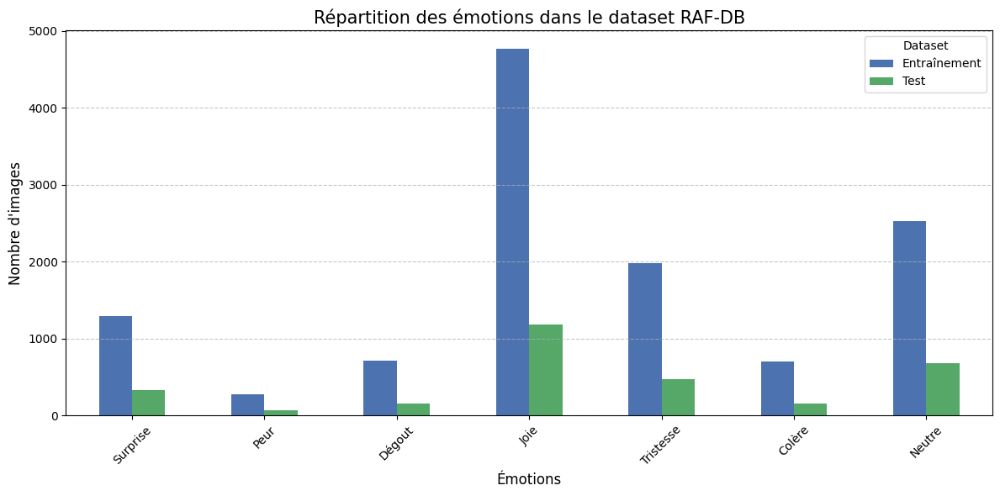 Répartition des émotions dans le dataset RAF-DB
Dataset
Entraînement
Test
Nombre d'images
5000
4000
3000
2000
1000
0
Surprise
Peur
Dégout
Joie
Tristesse
Colère
Neutre
Émotions